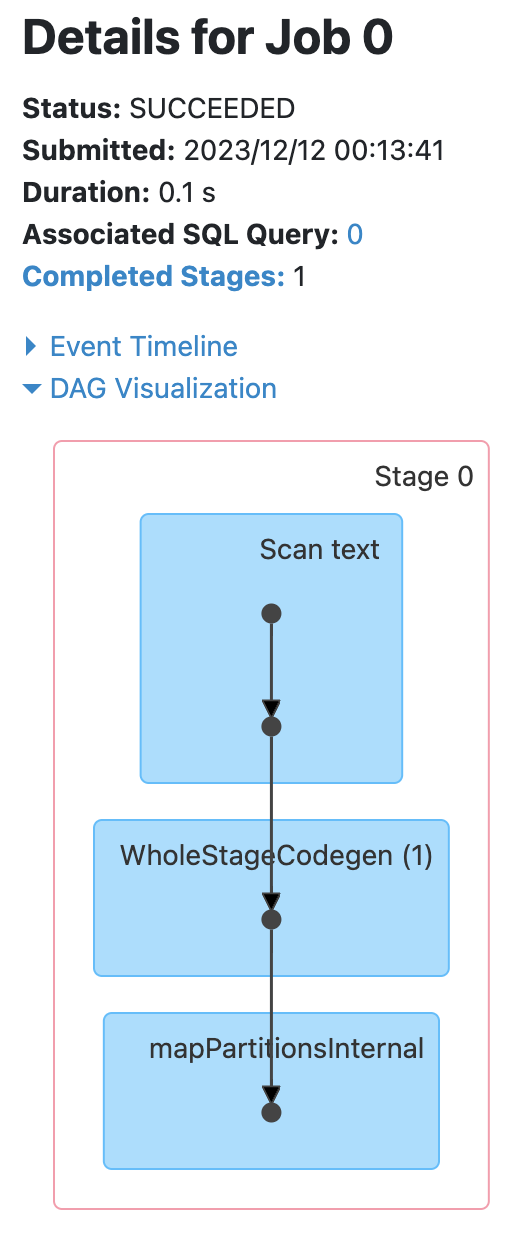 Details for Job 0
Status: SUCCEEDED
Submitted: 2023/12/12 00:13:41
Duration: 0.1 s
Associated SQL Query: 0
Completed Stages: 1
Event Timeline
DAG Visualization
Stage 0
Scan text
WholeStageCodegen (1)
mapPartitionsInternal